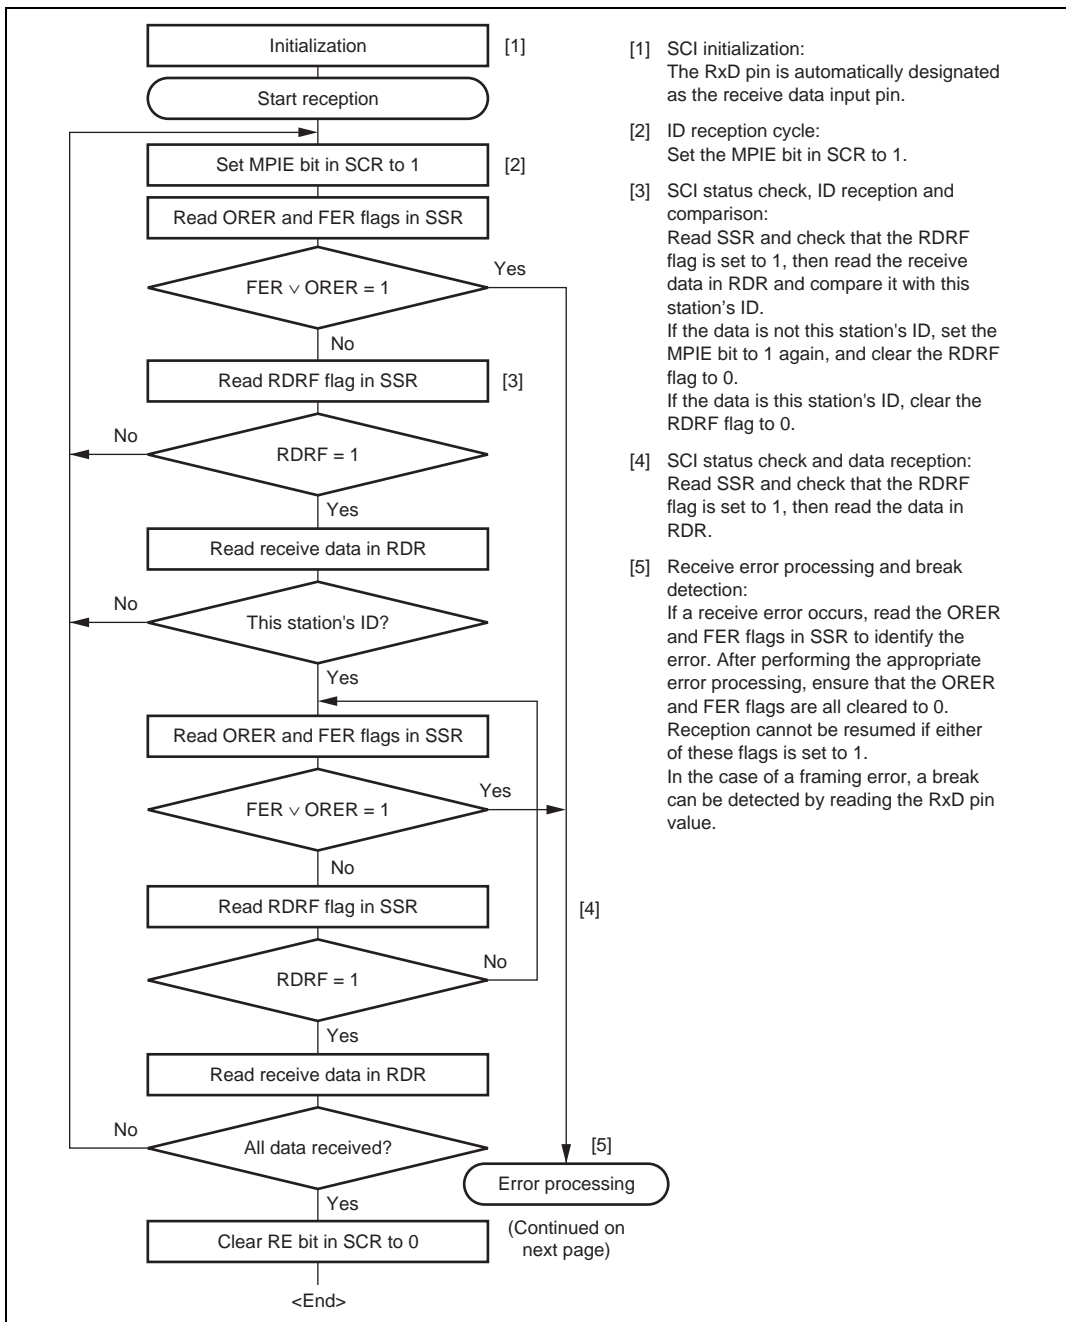 Initialization
[1]
Start reception
Set MPIE bit in SCR to 1
[2]
Read ORER and FER flags in SSR
FER ∨ ORER = 1
Yes
No
Read RDRF flag in SSR
[3]
RDRF = 1
No
Yes
Read receive data in RDR
This station's ID?
No
Yes
Read ORER and FER flags in SSR
FER ∨ ORER = 1
Yes
No
Read RDRF flag in SSR
[4]
RDRF = 1
No
Yes
Read receive data in RDR
All data received?
No
Yes
[5]
Error processing
(Continued on
next page)
Clear RE bit in SCR to 0
<End>
[1] SCI initialization:
The RxD pin is automatically designated
as the receive data input pin.
[2] ID reception cycle:
Set the MPIE bit in SCR to 1.
[3] SCI status check, ID reception and
comparison:
Read SSR and check that the RDRF
flag is set to 1, then read the receive
data in RDR and compare it with this
station's ID.
If the data is not this station's ID, set the
MPIE bit to 1 again, and clear the RDRF
flag to 0.
If the data is this station's ID, clear the
RDRF flag to 0.
[4] SCI status check and data reception:
Read SSR and check that the RDRF
flag is set to 1, then read the data in
RDR.
[5] Receive error processing and break
detection:
If a receive error occurs, read the ORER
and FER flags in SSR to identify the
error. After performing the appropriate
error processing, ensure that the ORER
and FER flags are all cleared to 0.
Reception cannot be resumed if either
of these flags is set to 1.
In the case of a framing error, a break
can be detected by reading the RxD pin
value.